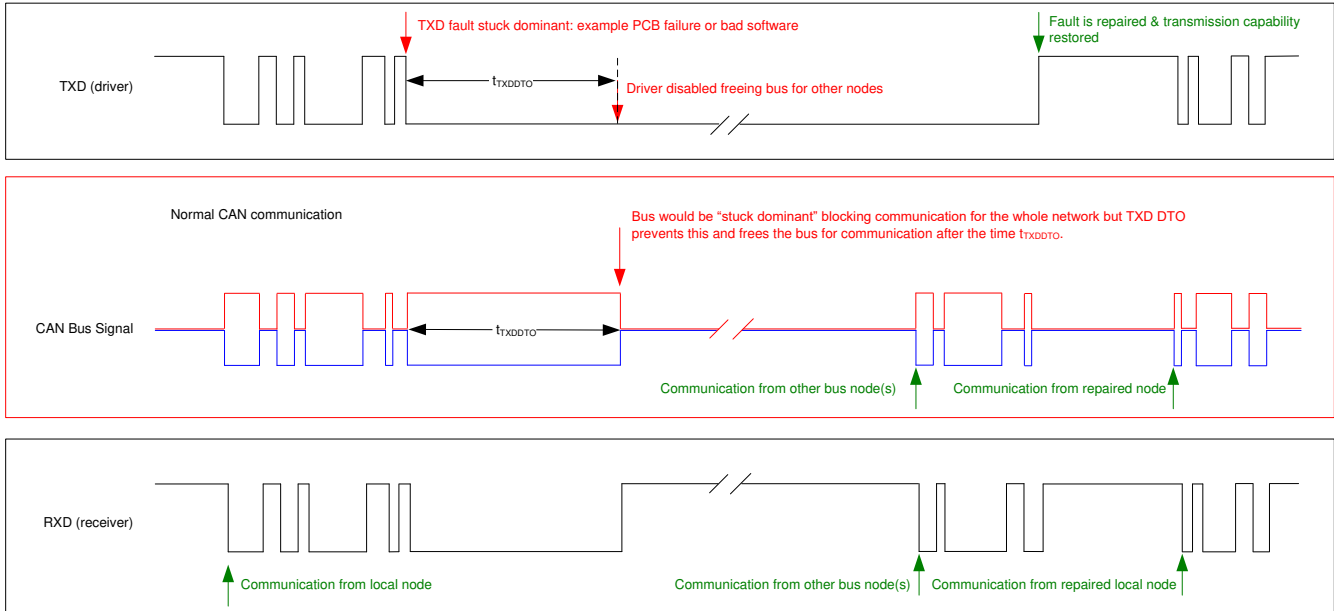 TXD fault stuck dominant: example PCB failure or bad software
Fault is repaired & transmission capability
restored
TXD (driver)
tTXDDTO
Driver disabled freeing bus for other nodes
Normal CAN communication
Bus would be “stuck dominant” blocking communication for the whole network but TXD DTO
prevents this and frees the bus for communication after the time tTXDDTO.
CAN Bus Signal
tTXDDTO
Communication from other bus node(s)
Communication from repaired node
RXD (receiver)
Communication from local node
Communication from other bus node(s)
Communication from repaired local node